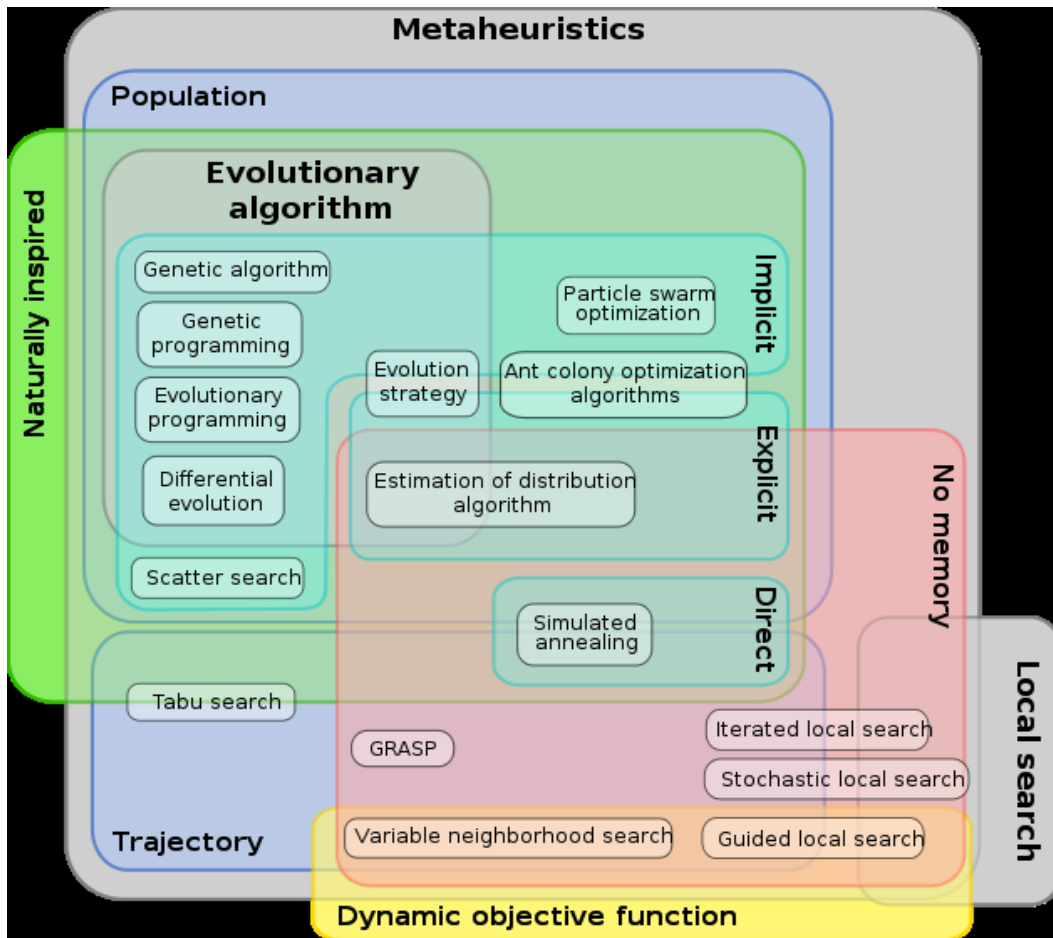 Metaheuristics
Population
Naturally inspired
Evolutionary
algorithm
Implicit
Genetic algorithm
Particle swarm
optimization
Genetic
programming
Evolution
strategy
Ant colony optimization
algorithms
Evolutionary
programming
Explicit
Differential
evolution
Estimation of distribution
algorithm
No memory
Scatter search
Direct
Simulated
annealing
Local search
Tabu search
Iterated local search
GRASP
Stochastic local search
Trajectory
Variable neighborhood search
Guided local search
Dynamic objective function